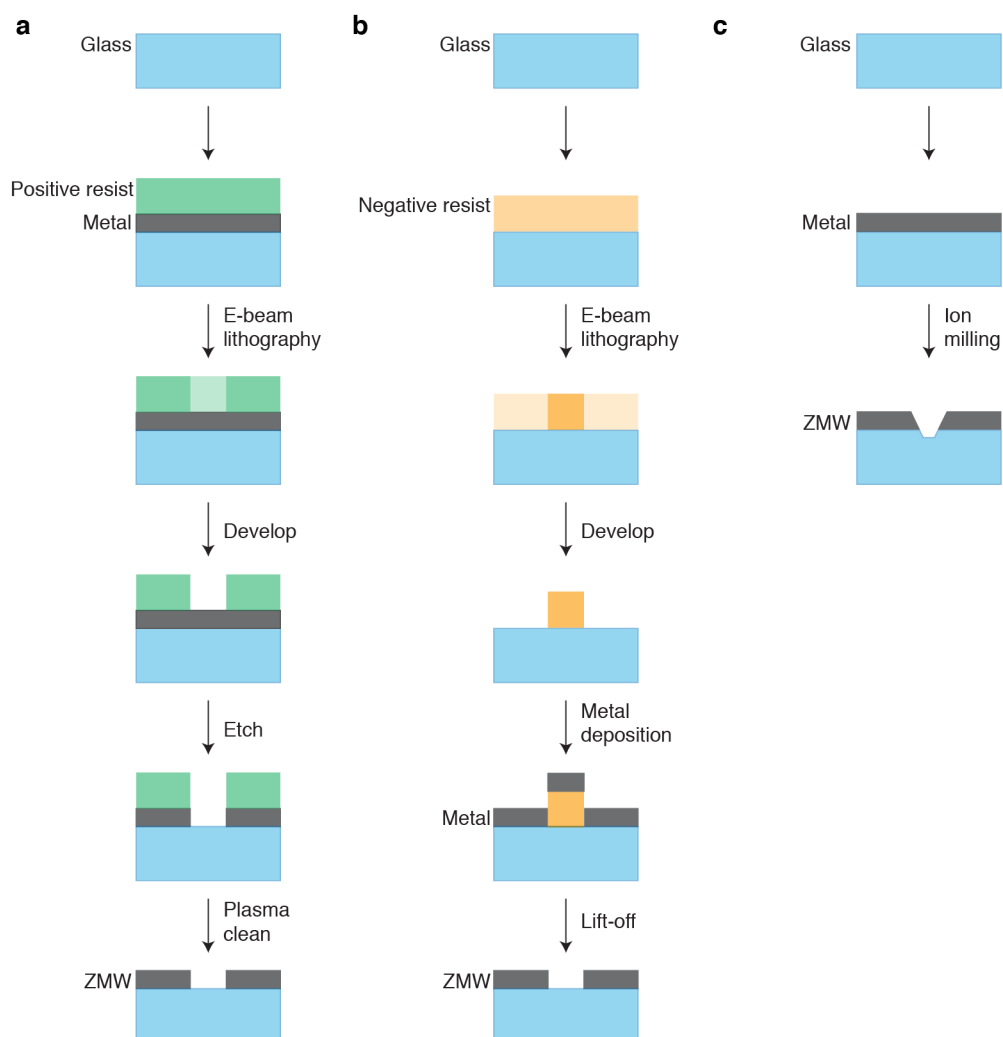 a
Glass
Positive resist
Metal
E-beam
lithography
Develop
Etch
Plasma
clean
ZMW
b
Glass
Negative resist
E-beam
lithography
Develop
Metal
deposition
Metal
Lift-off
ZMW
c
Glass
Metal
Ion
milling
ZMW